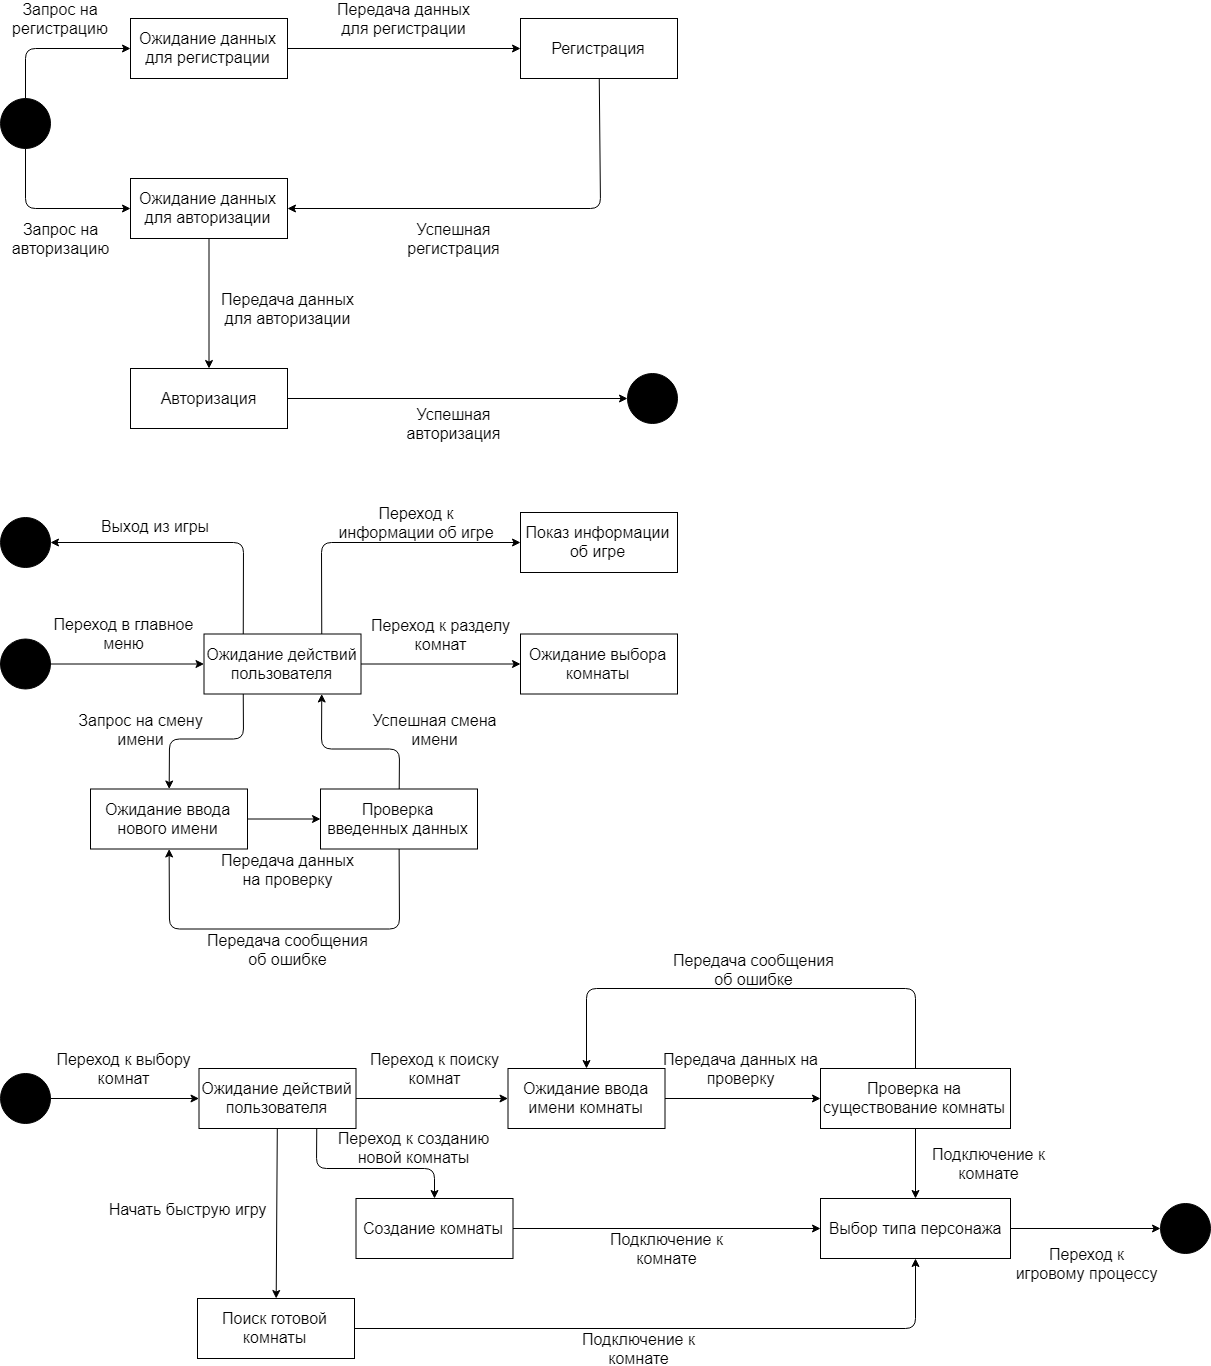 Запрос на
регистрацию
Ожидание данных
для регистрации
Передача данных
для регистрации
Регистрация
Запрос на
авторизацию
Ожидание данных
для авторизации
Успешная
регистрация
Передача данных
для авторизации
Авторизация
Успешная
авторизация
Выход из игры
Переход к
информации об игре
Показ информации
об игре
Переход в главное
меню
Ожидание действий
пользователя
Переход к разделу
комнат
Ожидание выбора
комнаты
Запрос на смену
имени
Успешная смена
имени
Ожидание ввода
нового имени
Передача данных
на проверку
Проверка
введенных данных
Передача сообщения
об ошибке
Передача сообщения
об ошибке
Переход к выбору
комнат
Ожидание действий
пользователя
Переход к поиску
комнат
Ожидание ввода
имени комнаты
Передача данных на
проверку
Проверка на
существование комнаты
Переход к созданию
новой комнаты
Подключение к
комнате
Начать быструю игру
Создание комнаты
Подключение к
комнате
Выбор типа персонажа
Переход к
игровому процессу
Поиск готовой
комнаты
Подключение к
комнате